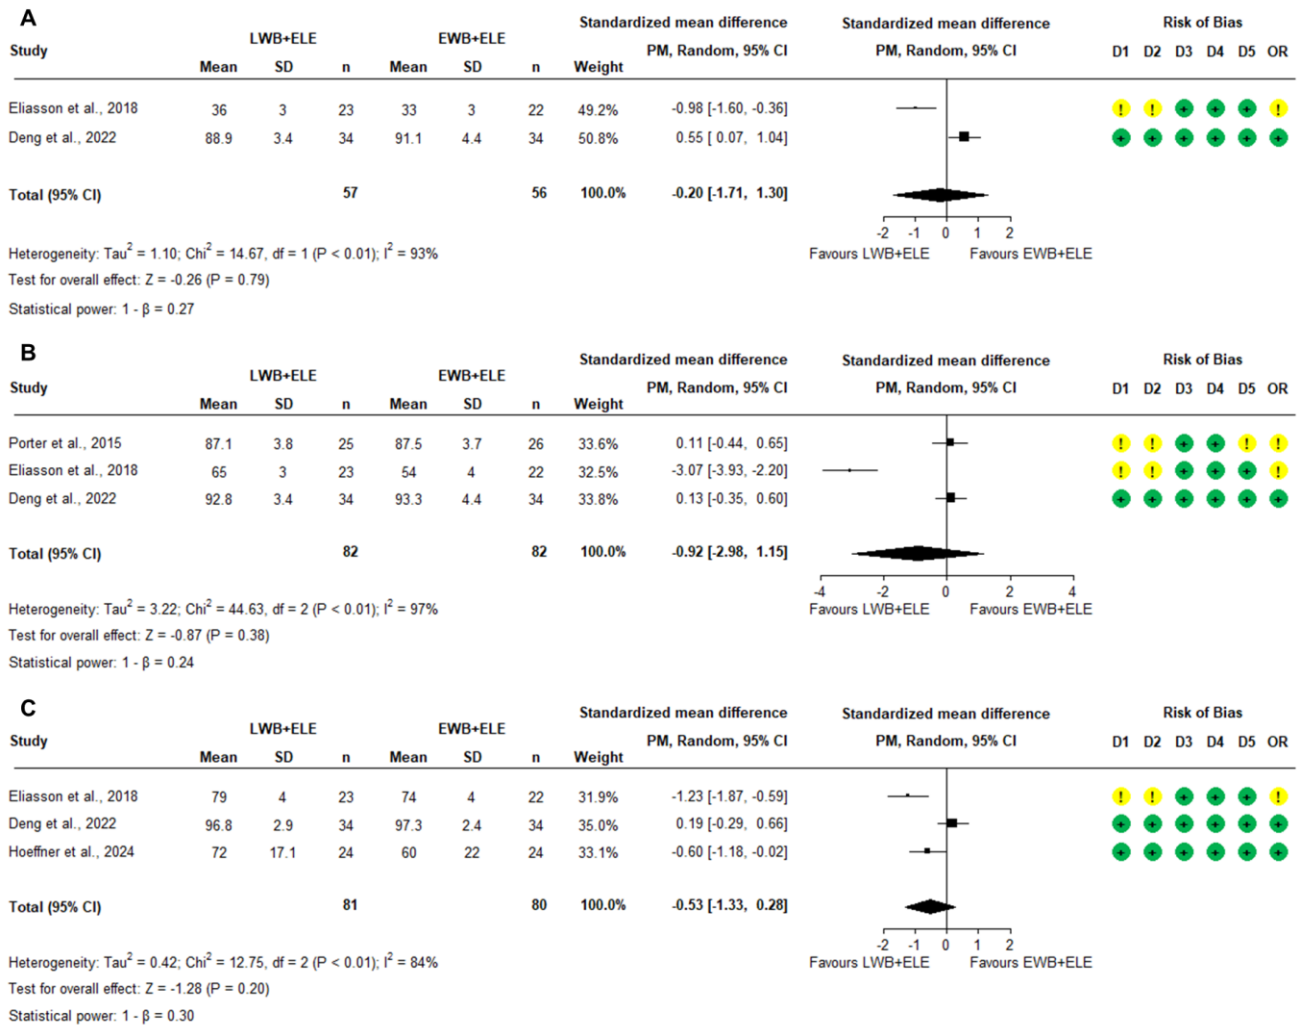 A
Standardized mean difference Standardized mean difference Risk of Bias
LWB+ELE EWB+ELE
Study PM, Random, 95% CI PM, Random, 95% CI D1 D2 D3 D4 D5 OR
Mean SD n Mean SD n Weight
Eliasson et al., 2018 36 3 23 33 3 22 49.2% -0.98 [-1.60, -0.36] ! ! + + + !
Deng et al., 2022 88.9 3.4 34 91.1 4.4 34 50.8% 0.55 [ 0.07, 1.04] + + + + + +
Total (95% CI) 57 56 100.0% -0.20 [-1.71, 1.30]
-2 -1 0 1 2
Heterogeneity: Tau² = 1.10; Chi² = 14.67, df = 1 (P < 0.01); I² = 93% Favours LWB+ELE Favours EWB+ELE
Test for overall effect: Z = -0.26 (P = 0.79)
Statistical power: 1 - β = 0.27
B
Standardized mean difference Standardized mean difference Risk of Bias
LWB+ELE EWB+ELE
Study PM, Random, 95% CI PM, Random, 95% CI D1 D2 D3 D4 D5 OR
Mean SD n Mean SD n Weight
Porter et al., 2015 87.1 3.8 25 87.5 3.7 26 33.6% 0.11 [-0.44, 0.65] ! ! + + ! !
Eliasson et al., 2018 65 3 23 54 4 22 32.5% -3.07 [-3.93, -2.20] ! ! + + + !
Deng et al., 2022 92.8 3.4 34 93.3 4.4 34 33.8% 0.13 [-0.35, 0.60] + + + + + +
Total (95% CI) 82 82 100.0% -0.92 [-2.98, 1.15]
-4 -2 0 2 4
Heterogeneity: Tau² = 3.22; Chi² = 44.63, df = 2 (P < 0.01); I² = 97% Favours LWB+ELE Favours EWB+ELE
Test for overall effect: Z = -0.87 (P = 0.38)
Statistical power: 1 - β = 0.24
C
Standardized mean difference Standardized mean difference Risk of Bias
LWB+ELE EWB+ELE
Study PM, Random, 95% CI PM, Random, 95% CI D1 D2 D3 D4 D5 OR
Mean SD n Mean SD n Weight
Eliasson et al., 2018 79 4 23 74 4 22 31.9% -1.23 [-1.87, -0.59] ! ! + + + !
Deng et al., 2022 96.8 2.9 34 97.3 2.4 34 35.0% 0.19 [-0.29, 0.66] + + + + + +
Hoeffner et al., 2024 72 17.1 24 60 22 24 33.1% -0.60 [-1.18, -0.02] + + + + + +
Total (95% CI) 81 80 100.0% -0.53 [-1.33, 0.28]
-2 -1 0 1 2
Heterogeneity: Tau² = 0.42; Chi² = 12.75, df = 2 (P < 0.01); I² = 84% Favours LWB+ELE Favours EWB+ELE
Test for overall effect: Z = -1.28 (P = 0.20)
Statistical power: 1 - β = 0.30